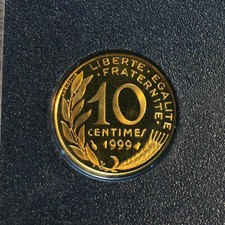 LIBERTE · EGALITE
· FRATERNITE ·
10
CENTIMES
1999